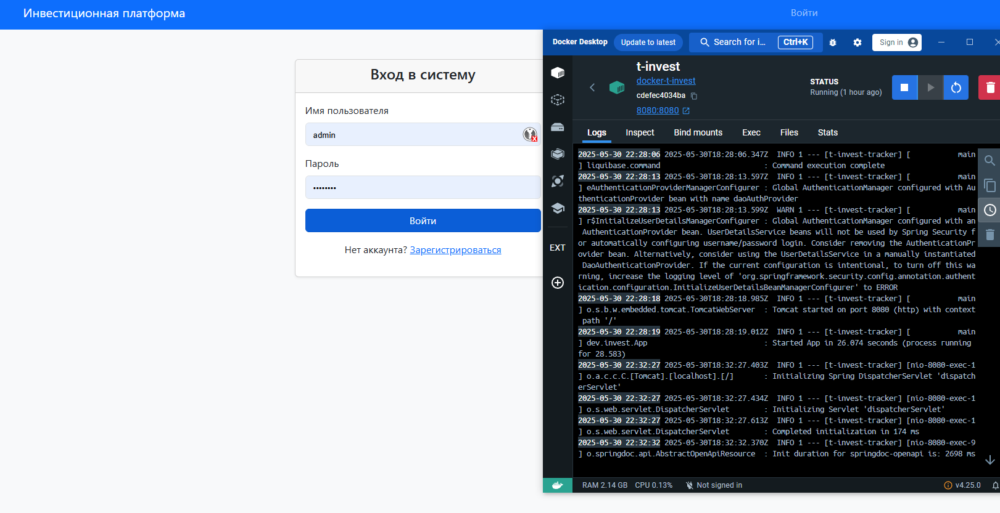 Инвестиционная платформа
Войти
Вход в систему
Имя пользователя
admin
Пароль
••••••••
Войти
Нет аккаунта? Зарегистрироваться
Docker Desktop
Update to latest
Search for i...
Ctrl+K
Sign in
t-invest
docker-t-invest
cdefec4034ba
8080:8080
STATUS
Running (1 hour ago)
Logs Inspect Bind mounts Exec Files Stats
EXT
2025-05-30 22:28:06 2025-05-30T18:28:06.347Z  INFO 1 --- [t-invest-tracker] [           main
] liquibase.command                        : Command execution complete
2025-05-30 22:28:13 2025-05-30T18:28:13.597Z  INFO 1 --- [t-invest-tracker] [           main
] eAuthenticationProviderManagerConfigurer : Global AuthenticationManager configured with Au
thenticationProvider bean with name daoAuthProvider
2025-05-30 22:28:13 2025-05-30T18:28:13.599Z  WARN 1 --- [t-invest-tracker] [           main
] r$InitializeUserDetailsManagerConfigurer : Global AuthenticationManager configured with an
 AuthenticationProvider bean. UserDetailsService beans will not be used by Spring Security f
or automatically configuring username/password login. Consider removing the AuthenticationPr
ovider bean. Alternatively, consider using the UserDetailsService in a manually instantiated
 DaoAuthenticationProvider. If the current configuration is intentional, to turn off this wa
rning, increase the logging level of 'org.springframework.security.config.annotation.authent
ication.configuration.InitializeUserDetailsBeanManagerConfigurer' to ERROR
2025-05-30 22:28:18 2025-05-30T18:28:18.985Z  INFO 1 --- [t-invest-tracker] [           main
] o.s.b.w.embedded.tomcat.TomcatWebServer  : Tomcat started on port 8080 (http) with context
 path '/'
2025-05-30 22:28:19 2025-05-30T18:28:19.012Z  INFO 1 --- [t-invest-tracker] [           main
] dev.invest.App                           : Started App in 26.074 seconds (process running
for 28.583)
2025-05-30 22:32:27 2025-05-30T18:32:27.403Z  INFO 1 --- [t-invest-tracker] [nio-8080-exec-1
] o.a.c.c.C.[Tomcat].[localhost].[/]       : Initializing Spring DispatcherServlet 'dispatch
erServlet'
2025-05-30 22:32:27 2025-05-30T18:32:27.434Z  INFO 1 --- [t-invest-tracker] [nio-8080-exec-1
] o.s.web.servlet.DispatcherServlet        : Initializing Servlet 'dispatcherServlet'
2025-05-30 22:32:27 2025-05-30T18:32:27.613Z  INFO 1 --- [t-invest-tracker] [nio-8080-exec-1
] o.s.web.servlet.DispatcherServlet        : Completed initialization in 174 ms
2025-05-30 22:32:32 2025-05-30T18:32:32.370Z  INFO 1 --- [t-invest-tracker] [nio-8080-exec-9
] o.springdoc.api.AbstractOpenApiResource  : Init duration for springdoc-openapi is: 2698 ms
RAM 2.14 GB CPU 0.13% Not signed in
v4.25.0